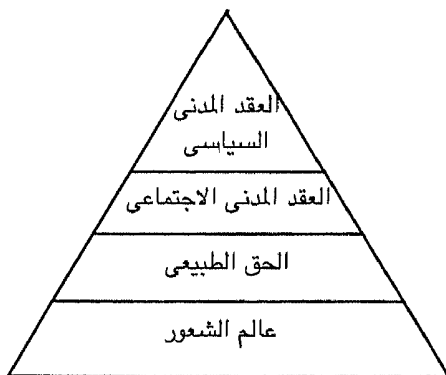 العقد المدنى
السياسى
العقد المدنى الاجتماعى
الحق الطبيعى
عالم الشعور